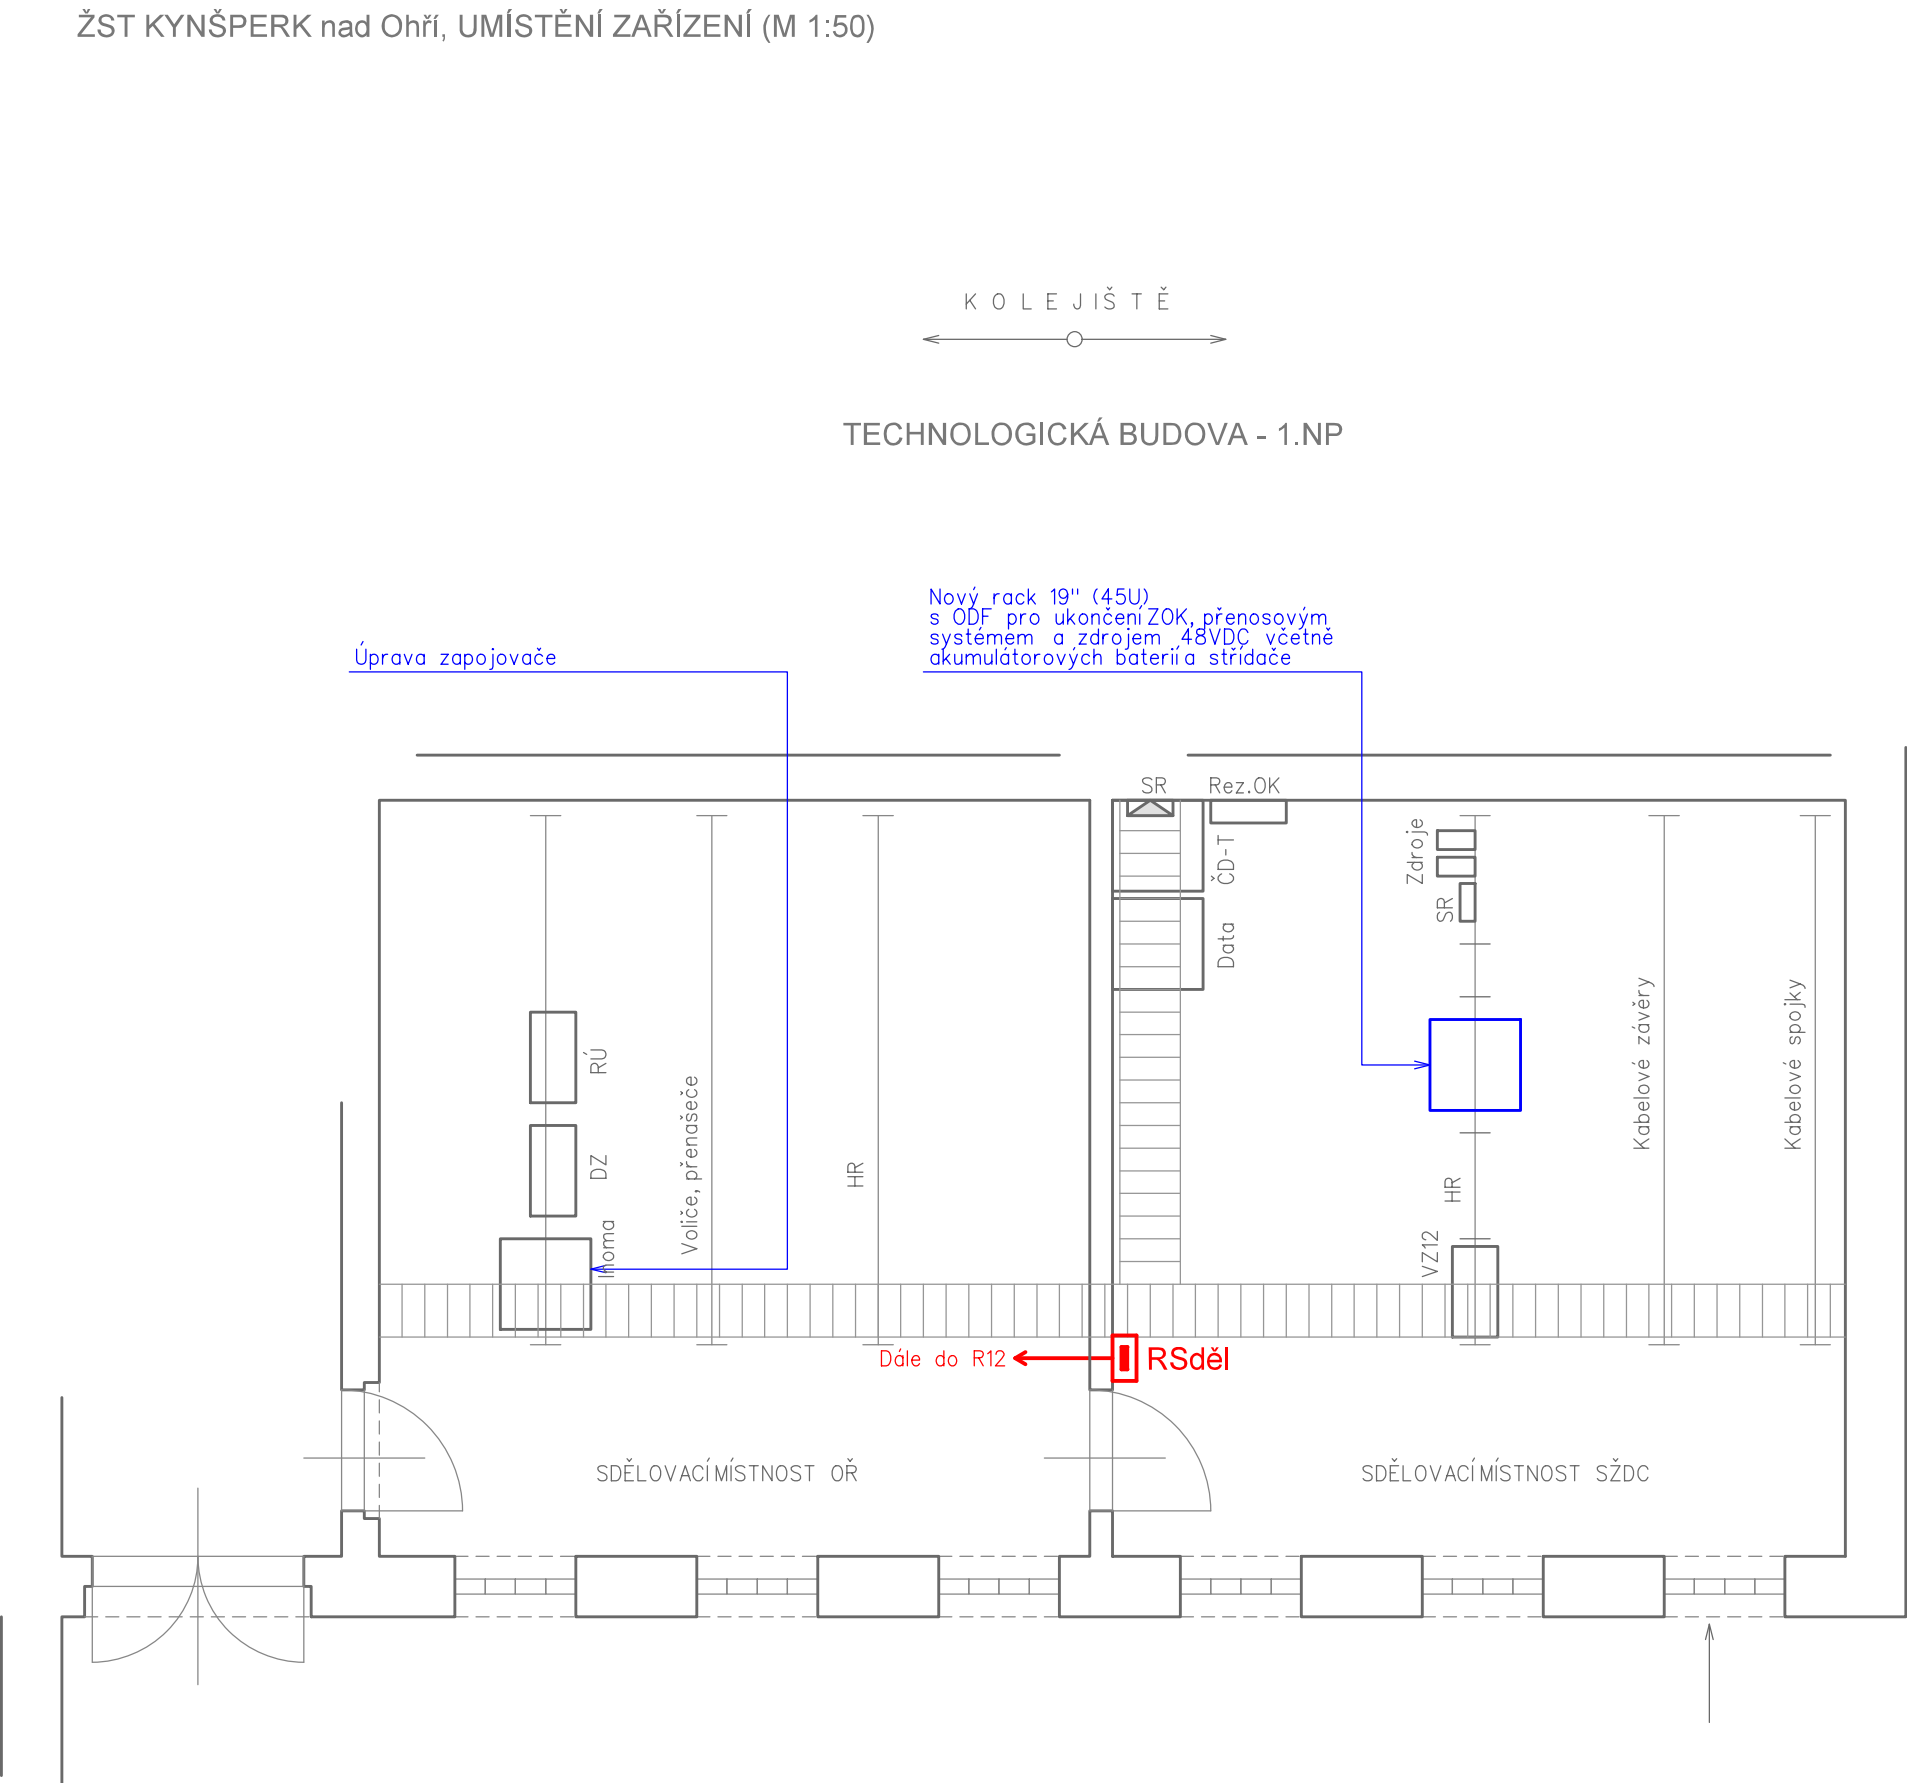 ŽST KYNŠPERK nad Ohří, UMÍSTĚNÍ ZAŘÍZENÍ (M 1:50)
KOLEJIŠTĚ
TECHNOLOGICKÁ BUDOVA - 1.NP
Úprava zapojovače
Nový rack 19" (45U)
s ODF pro ukončení ZOK, přenosovým
systémem a zdrojem 48VDC včetně
akumulátorových baterií a střídače
SR
Rez.OK
ČD-T
Data
Zdroje
SR
RÚ
DZ
Inoma
Voliče, přenašeče
HR
HR
VZ12
Kabelové závěry
Kabelové spojky
Dále do R12
RSděl
SDĚLOVACÍ MÍSTNOST OŘ
SDĚLOVACÍ MÍSTNOST SŽDC